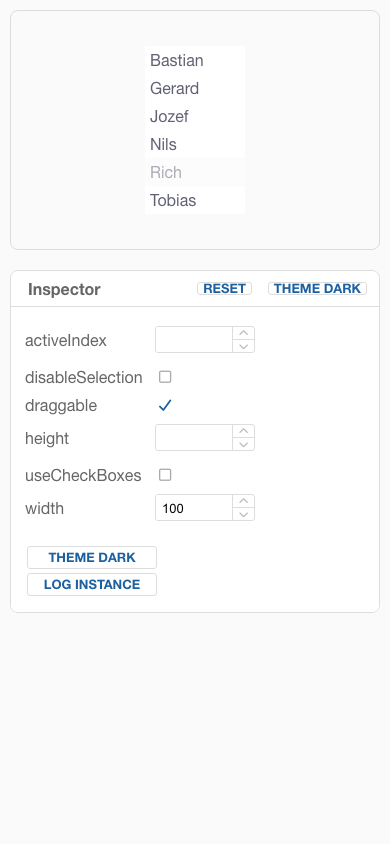 Bastian
Gerard
Jozef
Nils
Rich
Tobias
Inspector RESET THEME DARK
activeIndex
disableSelection
draggable
height
useCheckBoxes
width 100
THEME DARK
LOG INSTANCE